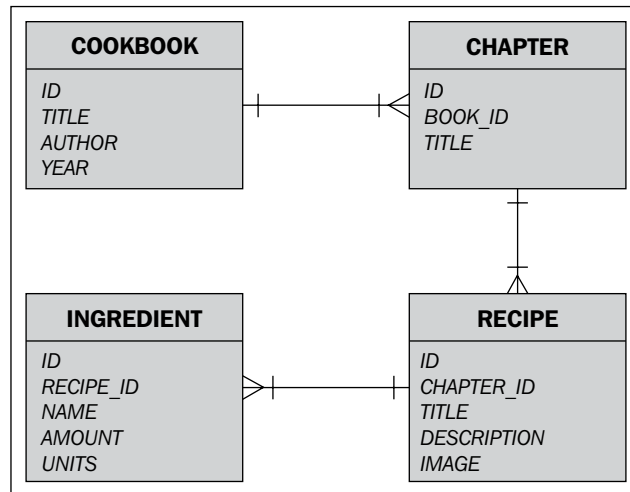 COOKBOOK
ID
TITLE
AUTHOR
YEAR
CHAPTER
ID
BOOK_ID
TITLE
INGREDIENT
ID
RECIPE_ID
NAME
AMOUNT
UNITS
RECIPE
ID
CHAPTER_ID
TITLE
DESCRIPTION
IMAGE